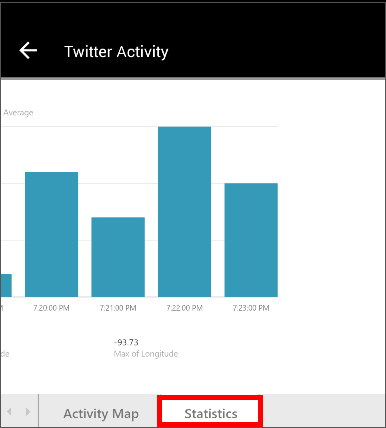 Twitter Activity
Average
M 7:20:00 PM 7:21:00 PM 7:22:00 PM 7:23:00 PM
-93.73
de Max of Longitude
Activity Map Statistics